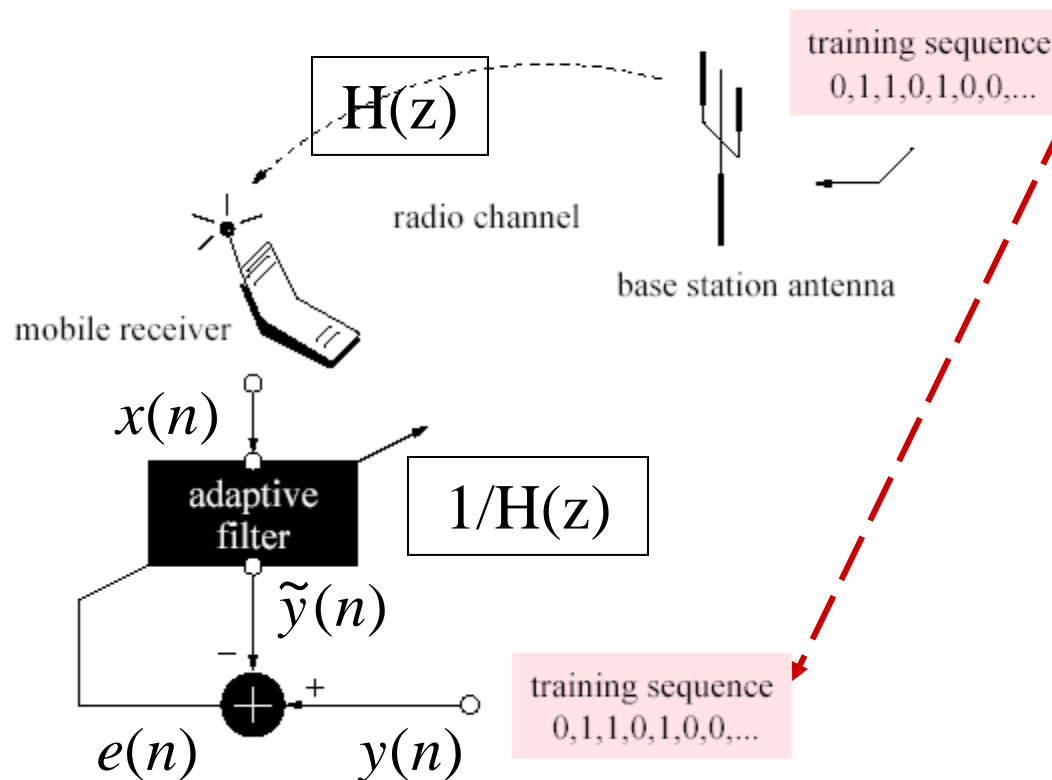 training sequence
0,1,1,0,1,0,0,...
H(z)
radio channel
base station antenna
mobile receiver
x(n)
adaptive
filter
1/H(z)
ỹ(n)
−
+
training sequence
0,1,1,0,1,0,0,...
e(n)
y(n)